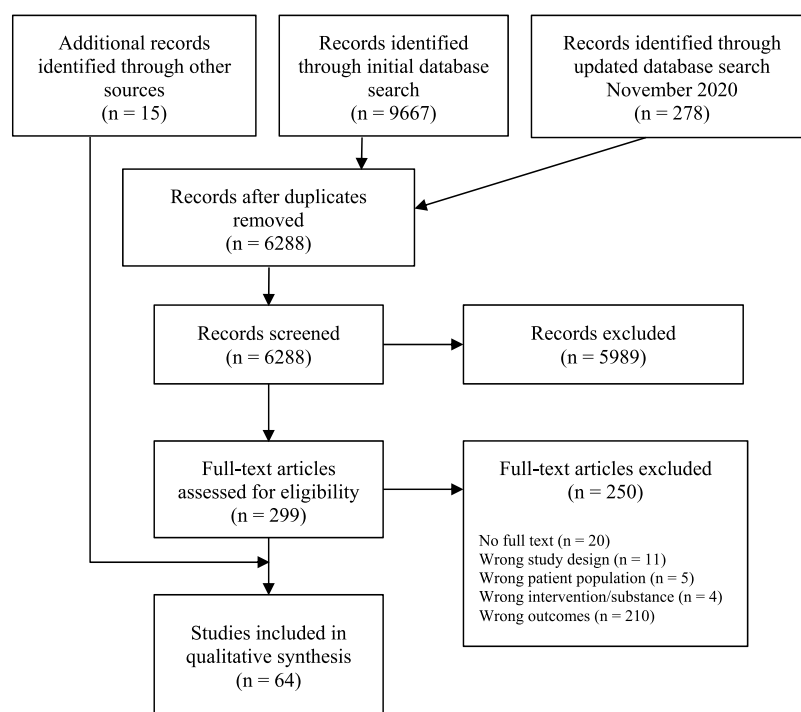 Additional records
identified through other
sources
(n = 15)
Records identified
through initial database
search
(n = 9667)
Records identified through
updated database search
November 2020
(n = 278)
Records after duplicates
removed
(n = 6288)
Records screened
(n = 6288)
Records excluded
(n = 5989)
Full-text articles
assessed for eligibility
(n = 299)
Full-text articles excluded
(n = 250)
No full text (n = 20)
Wrong study design (n = 11)
Wrong patient population (n = 5)
Wrong intervention/substance (n = 4)
Wrong outcomes (n = 210)
Studies included in
qualitative synthesis
(n = 64)